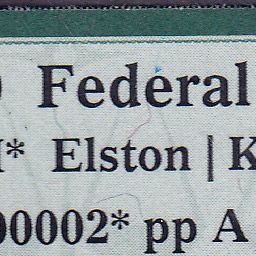 Federal
* Elston | K
00002* pp A